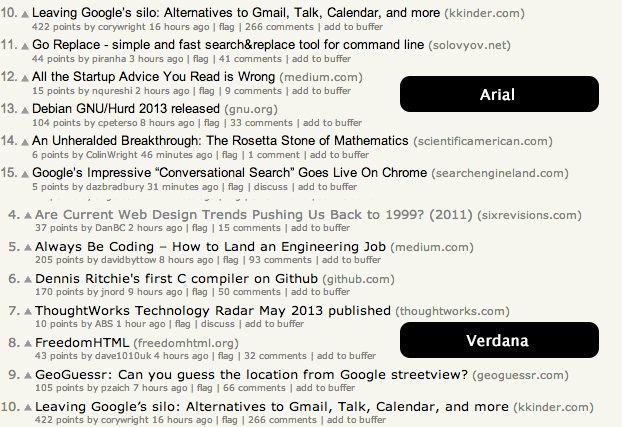 10. Leaving Google's silo: Alternatives to Gmail, Talk, Calendar, and more (kkinder.com)
422 points by corywright 16 hours ago | flag | 266 comments | add to buffer
11. Go Replace - simple and fast search&replace tool for command line (solovyov.net)
44 points by piranha 3 hours ago | flag | 41 comments | add to buffer
12. All the Startup Advice You Read is Wrong (medium.com)
15 points by nqureshi 2 hours ago | flag | 9 comments | add to buffer
Arial
13. Debian GNU/Hurd 2013 released (gnu.org)
104 points by cpeterso 8 hours ago | flag | 33 comments | add to buffer
14. An Unheralded Breakthrough: The Rosetta Stone of Mathematics (scientificamerican.com)
6 points by ColinWright 46 minutes ago | flag | 1 comment | add to buffer
15. Google's Impressive “Conversational Search” Goes Live On Chrome (searchengineland.com)
5 points by dazbradbury 31 minutes ago | flag | discuss | add to buffer
4. Are Current Web Design Trends Pushing Us Back to 1999? (2011) (sixrevisions.com)
37 points by DanBC 2 hours ago | flag | 15 comments | add to buffer
5. Always Be Coding – How to Land an Engineering Job (medium.com)
205 points by davidbyttow 8 hours ago | flag | 93 comments | add to buffer
6. Dennis Ritchie's first C compiler on Github (github.com)
170 points by jnord 9 hours ago | flag | 50 comments | add to buffer
7. ThoughtWorks Technology Radar May 2013 published (thoughtworks.com)
10 points by ABS 1 hour ago | flag | discuss | add to buffer
Verdana
8. FreedomHTML (freedomhtml.org)
43 points by dave1010uk 4 hours ago | flag | 32 comments | add to buffer
9. GeoGuessr: Can you guess the location from Google streetview? (geoguessr.com)
105 points by pzaich 7 hours ago | flag | 66 comments | add to buffer
10. Leaving Google's silo: Alternatives to Gmail, Talk, Calendar, and more (kkinder.com)
422 points by corywright 16 hours ago | flag | 266 comments | add to buffer